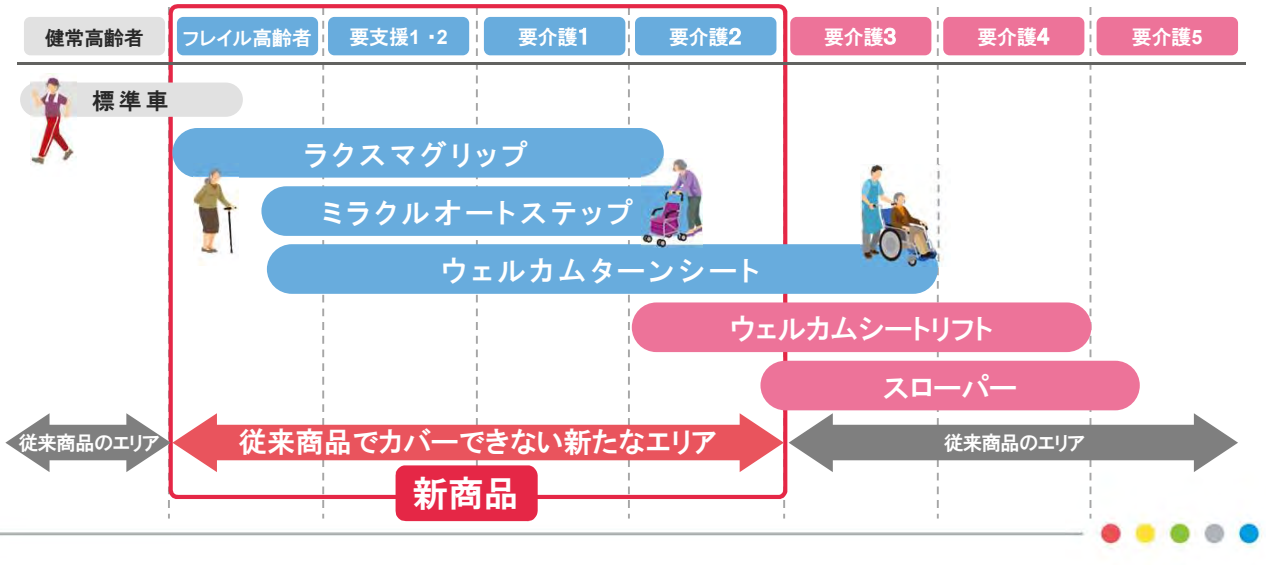 健常高齢者
フレイル高齢者
要支援1・2
要介護1
要介護2
要介護3
要介護4
要介護5
標準車
ラクスマグリップ
ミラクルオートステップ
ウェルカムターンシート
ウェルカムシートリフト
スローパー
従来商品のエリア
従来商品でカバーできない新たなエリア
従来商品のエリア
新商品